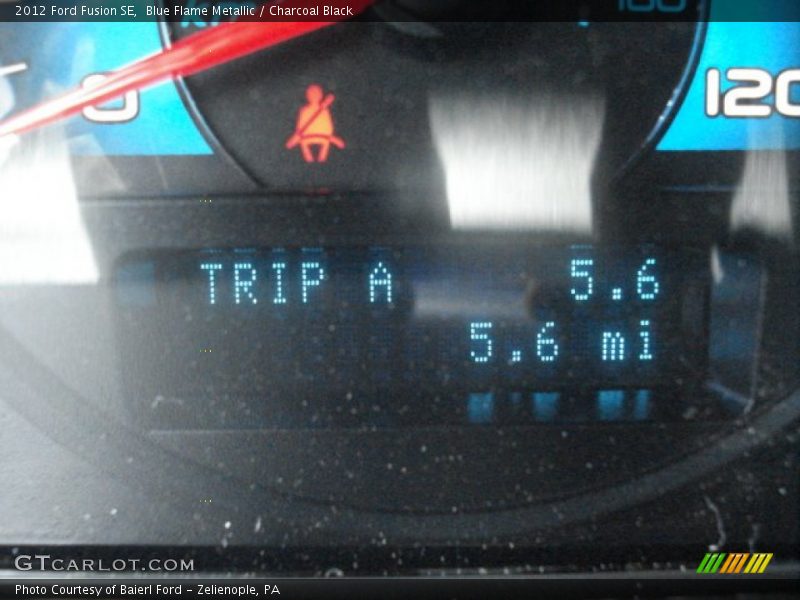 2012 Ford Fusion SE,  Blue Flame Metallic / Charcoal Black
0
120
TRIP A 5.6
5.6 mi
GTCARLOT.COM
Photo Courtesy of Baierl Ford - Zelienople, PA